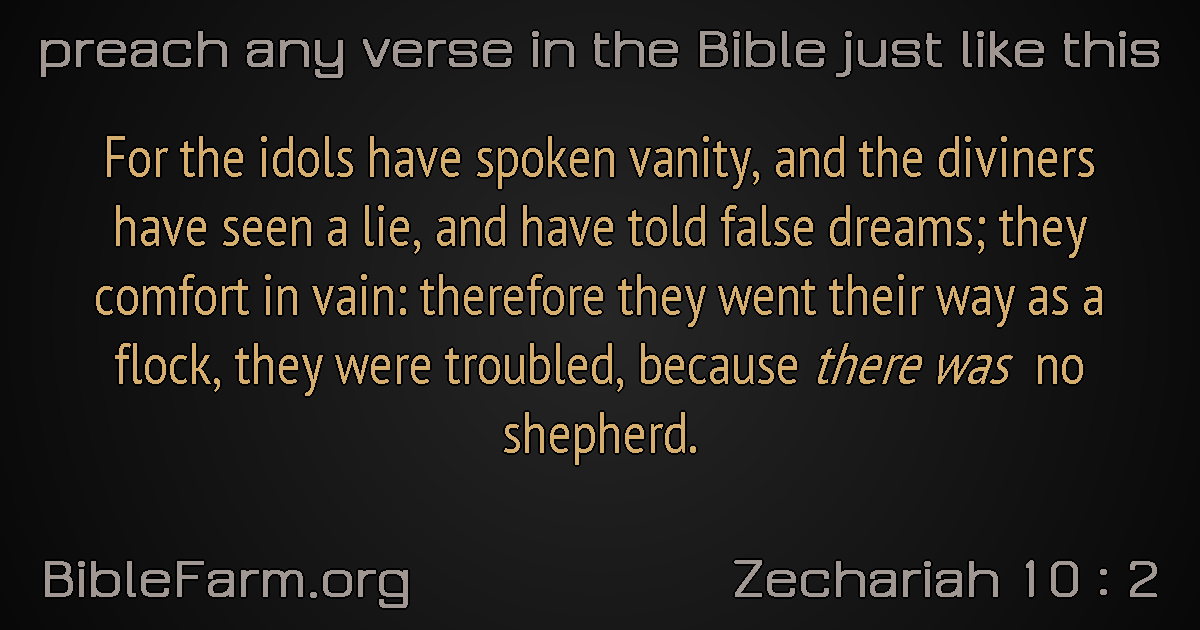 preach any verse in the Bible just like this
For the idols have spoken vanity, and the diviners
have seen a lie, and have told false dreams; they
comfort in vain: therefore they went their way as a
flock, they were troubled, because there was no
shepherd.
BibleFarm.org
Zechariah 10 : 2